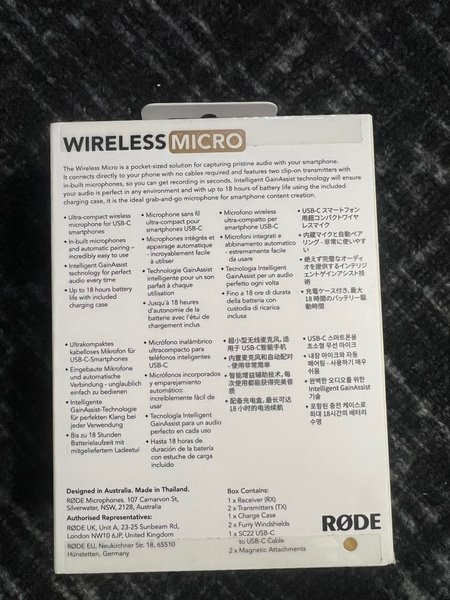 WIRELESS MICRO
The Wireless Micro is a pocket-sized solution for capturing pristine audio with your smartphone.
It connects directly to your phone with no cables required and features two clip-on transmitters with
in-built microphones, so you can get recording in seconds. Intelligent GainAssist technology will ensure
your audio is perfect in any environment and with up to 18 hours of battery life using the included
charging case, it is the ideal grab-and-go microphone for smartphone content creation.
• Ultra-compact wireless
microphone for USB-C
smartphones
• In-built microphones
and automatic pairing –
incredibly easy to use
• Intelligent GainAssist
technology for perfect
audio every time
• Up to 18 hours battery
life with included
charging case
• Microphone sans fil
ultra-compact pour
smartphones USB-C
• Microphones intégrés et
appairage automatique
- incroyablement facile
à utiliser
• Technologie GainAssist
intelligente pour un son
parfait à chaque
utilisation
• Jusqu'à 18 heures
d'autonomie de la
batterie avec l'étui de
chargement inclus
• Microfono wireless
ultra-compatto per
smartphone USB-C
• Microfoni integrati e
abbinamento automatico
- estremamente facile
da usare
• Tecnologia Intelligent
GainAssist per un audio
perfetto ogni volta
• Fino a 18 ore di durata
della batteria con
custodia di ricarica
inclusa
• USB-C スマートフォン
用超コンパクトワイヤ
レスマイク
• 内蔵マイクと自動ペア
リング - 非常に使いやす
い
• 絶えず完璧なオーディ
オを提供するインテリジェ
ントゲインアシスト技
術
• 充電ケース付き、最大
18 時間のバッテリー駆
動時間
• Ultrakompaktes
kabelloses Mikrofon für
USB-C-Smartphones
• Eingebaute Mikrofone
und automatische
Verbindung - unglaublich
einfach zu bedienen
• Intelligente
GainAssist-Technologie
für perfekten Klang bei
jeder Verwendung
• Bis zu 18 Stunden
Batterielaufzeit mit
mitgeliefertem Ladeetui
• Micrófono inalámbrico
ultracompacto para
teléfonos inteligentes
USB-C
• Micrófonos incorporados
y emparejamiento
automático:
increíblemente fácil de
usar
• Tecnología Intelligent
GainAssist para un audio
perfecto en cada uso
• Hasta 18 horas de
duración de la batería
con estuche de carga
incluido
• 超小型无线麦克风, 适
用于 USB-C智能手机
• 内置麦克风和自动配对
- 使用非常简单
• 智能增益辅助技术, 每
次使用都能获得完美音
质
• 配备充电盒, 最长可达
18 小时的电池续航
• USB-C 스마트폰용
초소형 무선 마이크
• 내장 마이크와 자동
페어링 - 사용하기 매우
쉬움
• 완벽한 오디오를 위한
Intelligent GainAssist
기술
• 포함된 충전 케이스로
최대 18시간의 배터리
수명
Designed in Australia. Made in Thailand.
RØDE Microphones. 107 Carnarvon St,
Silverwater, NSW, 2128, Australia
Authorised Representatives:
RØDE UK, Unit A, 23-25 Sunbeam Rd,
London NW10 6JP, United Kingdom
RØDE EU, Neukirchner Str. 18, 65510
Hünstetten, Germany
Box Contains:
1 x Receiver (RX)
2 x Transmitters (TX)
1 x Charge Case
2 x Furry Windshields
1 x SC22 USB-C
to USB-C Cable
2 x Magnetic Attachments
RØDE